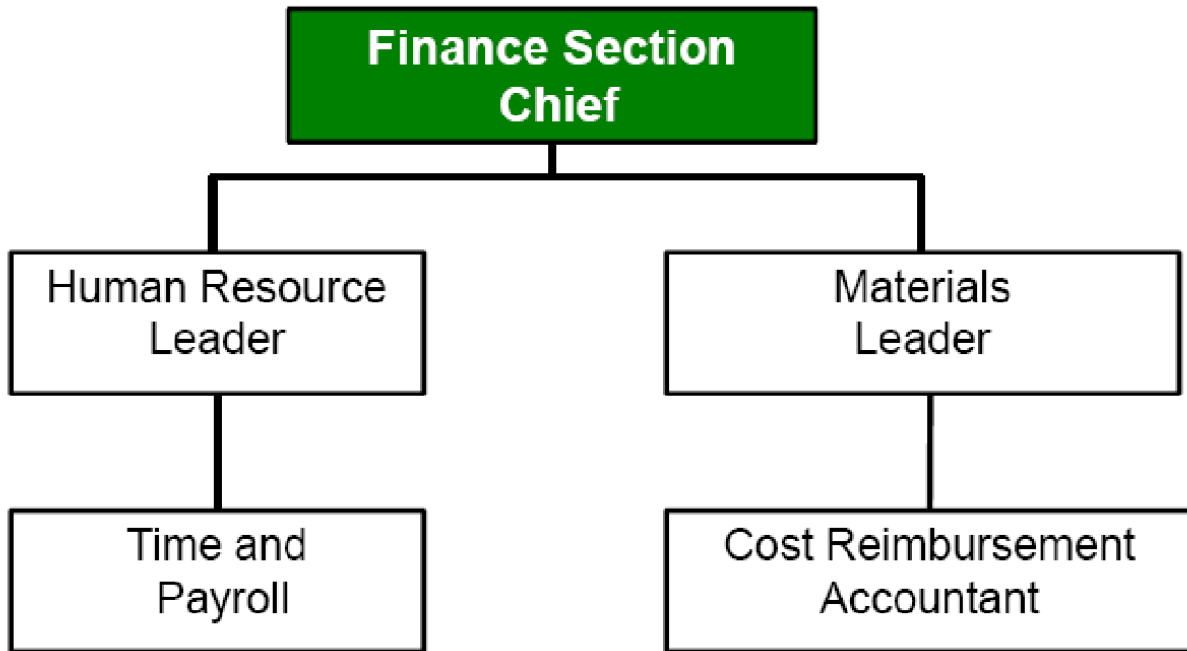 Finance Section
Chief
Human Resource
Leader
Materials
Leader
Time and
Payroll
Cost Reimbursement
Accountant